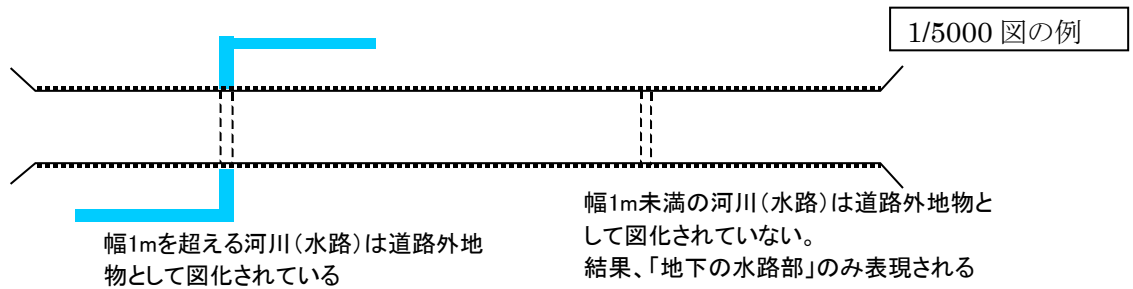 1/5000 図の例
幅1mを超える河川（水路）は道路外地
物として図化されている
幅1m未満の河川（水路）は道路外地物と
して図化されていない。
結果、「地下の水路部」のみ表現される